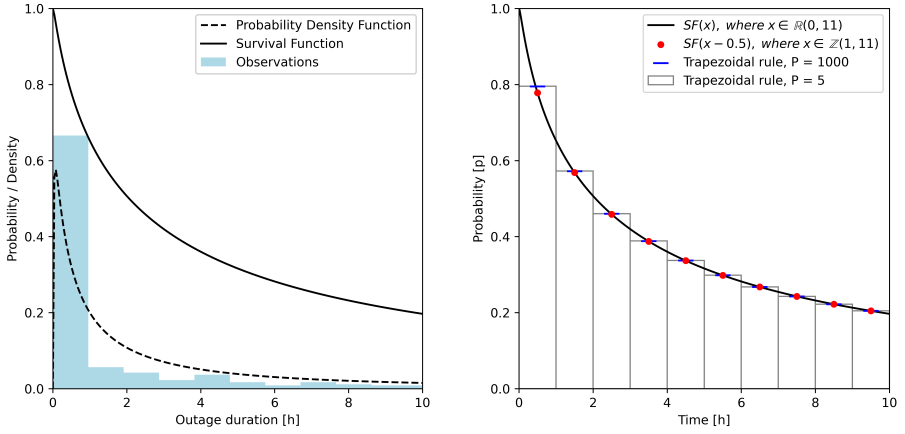 1.0
0.8
0.6
0.4
0.2
0.0
Probability / Density
0
2
4
6
8
10
Outage duration [h]
Probability Density Function
Survival Function
Observations
1.0
0.8
0.6
0.4
0.2
0.0
Probability [p]
0
2
4
6
8
10
Time [h]
SF(x), where x ∈ ℝ(0, 11)
SF(x − 0.5), where x ∈ ℤ(1, 11)
Trapezoidal rule, P = 1000
Trapezoidal rule, P = 5